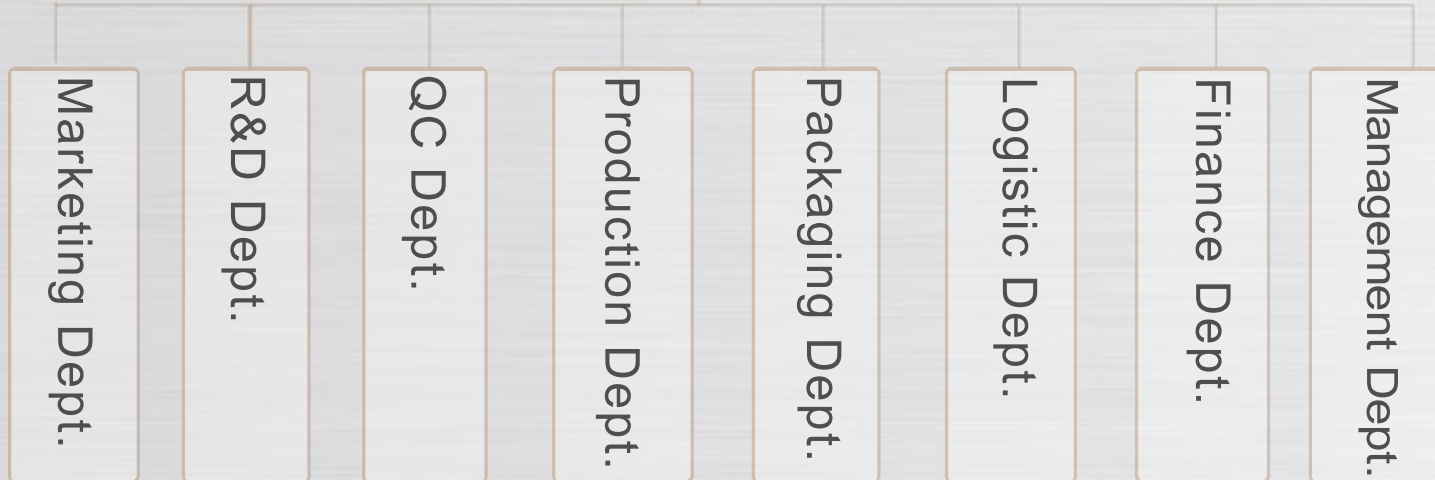 Marketing Dept.
R&D Dept.
QC Dept.
Production Dept.
Packaging Dept.
Logistic Dept.
Finance Dept.
Management Dept.